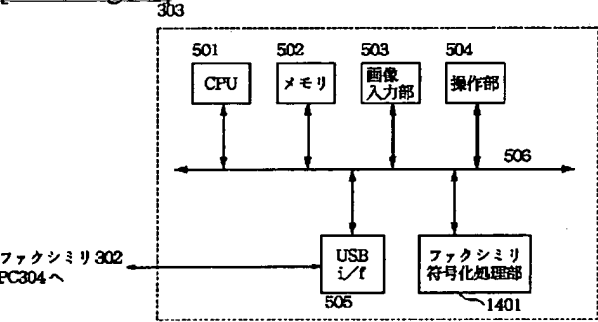 303
501
502
503
504
CPU
メモリ
画像
入力部
操作部
506
ファクシミリ302
PC304へ
USB
i/f
505
ファクシミリ
符号化処理部
1401